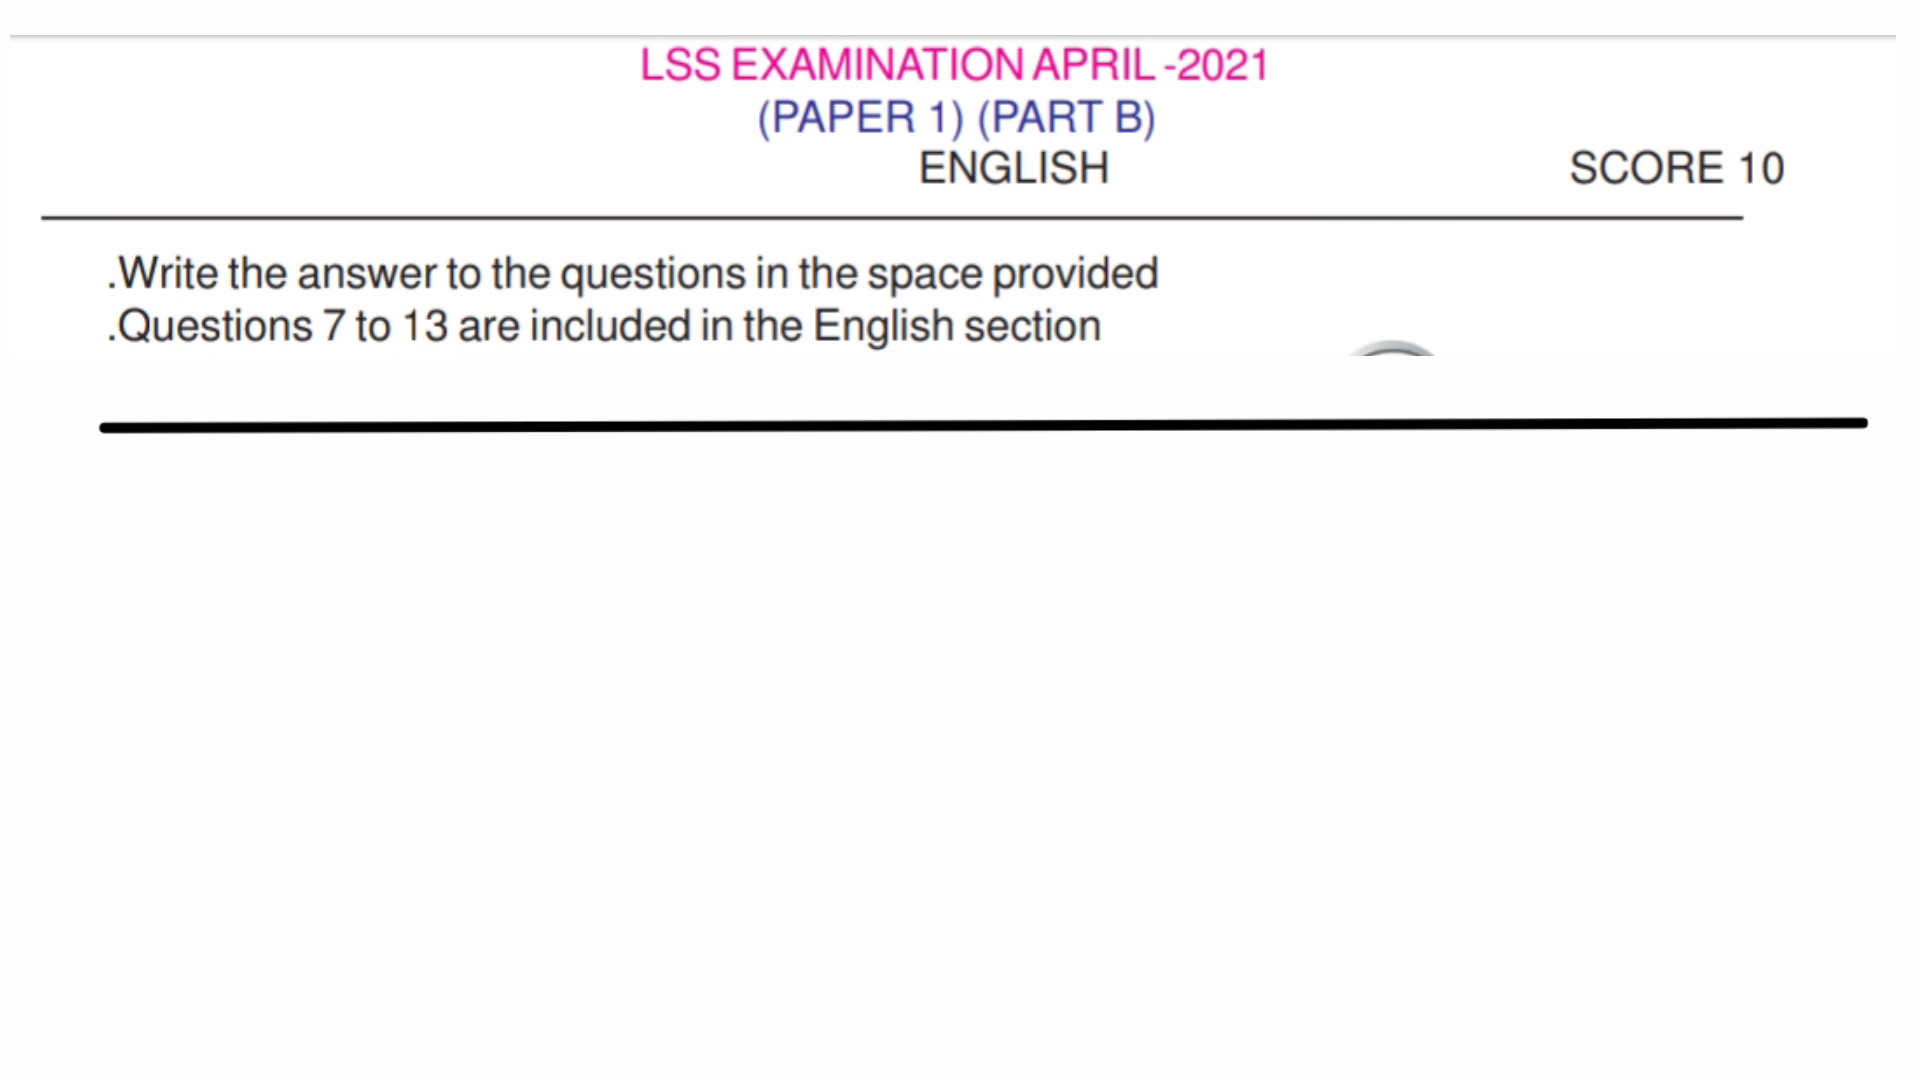 LSS EXAMINATION APRIL -2021
(PAPER 1) (PART B)
ENGLISH SCORE 10
.Write the answer to the questions in the space provided
.Questions 7 to 13 are included in the English section